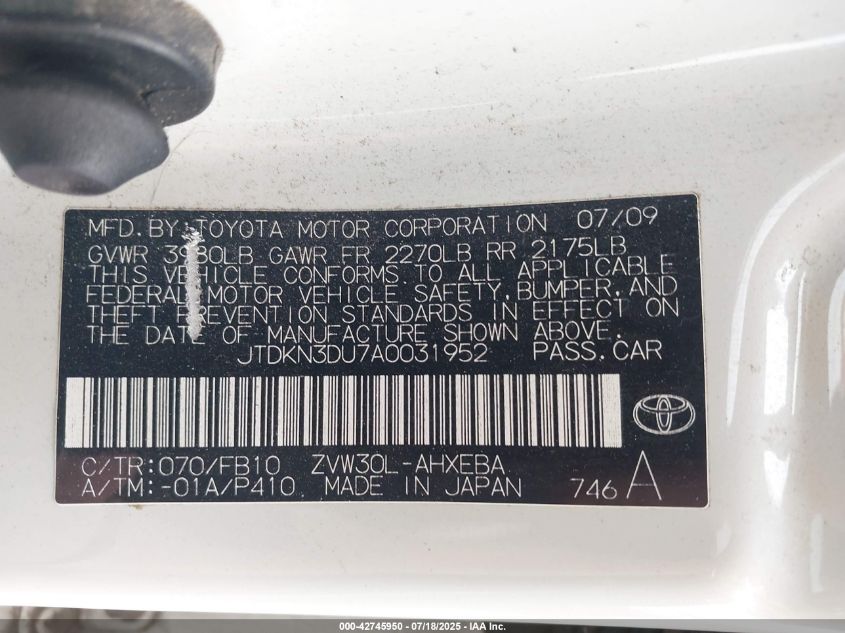 MFD. BY: TOYOTA MOTOR CORPORATION 07/09
GVWR 3980LB GAWR FR 2270LB RR 2175LB
THIS VEHICLE CONFORMS TO ALL APPLICABLE
FEDERAL MOTOR VEHICLE SAFETY, BUMPER, AND
THEFT PREVENTION STANDARDS IN EFFECT ON
THE DATE OF MANUFACTURE SHOWN ABOVE.
JTDKN3DU7A0031952 PASS. CAR
C/TR: 070/FB10 ZVW30L-AHXEBA
A/TM: -01A/P410 MADE IN JAPAN 746 A
000-42745950 - 07/18/2025 - IAA Inc.